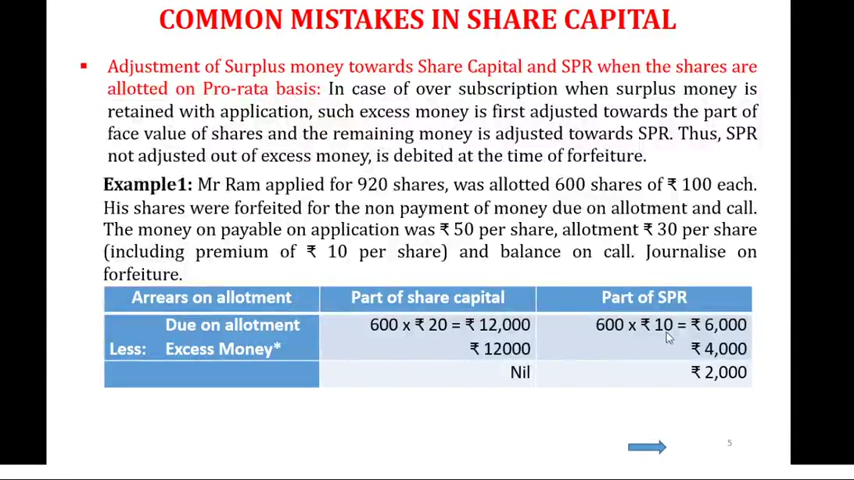 COMMON MISTAKES IN SHARE CAPITAL
▪ Adjustment of Surplus money towards Share Capital and SPR when the shares are
allotted on Pro-rata basis: In case of over subscription when surplus money is
retained with application, such excess money is first adjusted towards the part of
face value of shares and the remaining money is adjusted towards SPR. Thus, SPR
not adjusted out of excess money, is debited at the time of forfeiture.
Example1: Mr Ram applied for 920 shares, was allotted 600 shares of ₹ 100 each.
His shares were forfeited for the non payment of money due on allotment and call.
The money on payable on application was ₹ 50 per share, allotment ₹ 30 per share
(including premium of ₹ 10 per share) and balance on call. Journalise on
forfeiture.
Arrears on allotment Part of share capital Part of SPR
Due on allotment 600 x ₹ 20 = ₹ 12,000 600 x ₹ 10 = ₹ 6,000
Less: Excess Money* ₹ 12000 ₹ 4,000
Nil ₹ 2,000
5